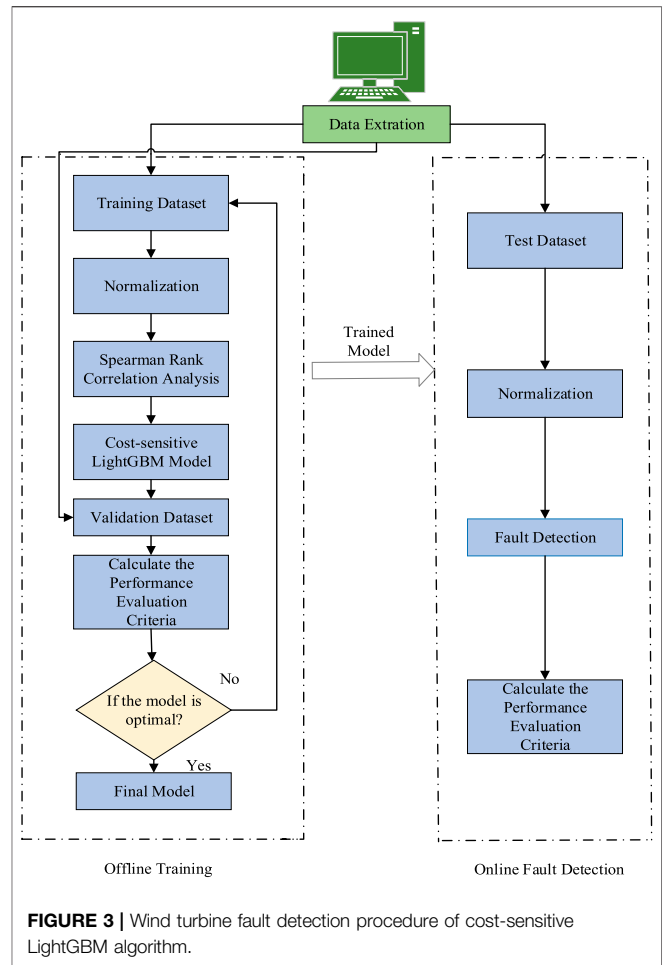 Data Extration
Training Dataset
Normalization
Spearman Rank
Correlation Analysis
Cost-sensitive
LightGBM Model
Validation Dataset
Calculate the
Performance
Evaluation
Criteria
If the model is
optimal?
No
Yes
Final Model
Offline Training
Trained
Model
Test Dataset
Normalization
Fault Detection
Calculate the
Performance
Evaluation
Criteria
Online Fault Detection
FIGURE 3 | Wind turbine fault detection procedure of cost-sensitive
LightGBM algorithm.